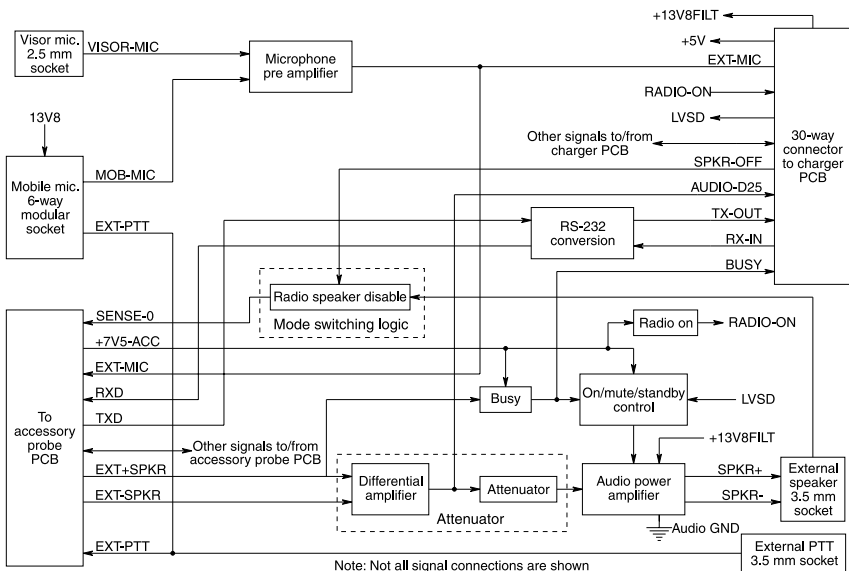 Visor mic.
2.5 mm
socket
VISOR-MIC
Microphone
pre amplifier
+13V8FILT
+5V
EXT-MIC
RADIO-ON
LVSD
Other signals to/from
charger PCB
SPKR-OFF
AUDIO-D25
TX-OUT
RX-IN
BUSY
30-way
connector
to charger
PCB
13V8
Mobile mic.
6-way
modular
socket
MOB-MIC
EXT-PTT
RS-232
conversion
Radio speaker disable
Mode switching logic
SENSE-0
+7V5-ACC
EXT-MIC
RXD
TXD
Other signals to/from
accessory probe PCB
EXT+SPKR
EXT-SPKR
EXT-PTT
To
accessory
probe
PCB
Radio on
RADIO-ON
Busy
On/mute/standby
control
LVSD
+13V8FILT
Differential
amplifier
Attenuator
Attenuator
Audio power
amplifier
Audio GND
SPKR+
SPKR-
External
speaker
3.5 mm
socket
External PTT
3.5 mm socket
Note: Not all signal connections are shown